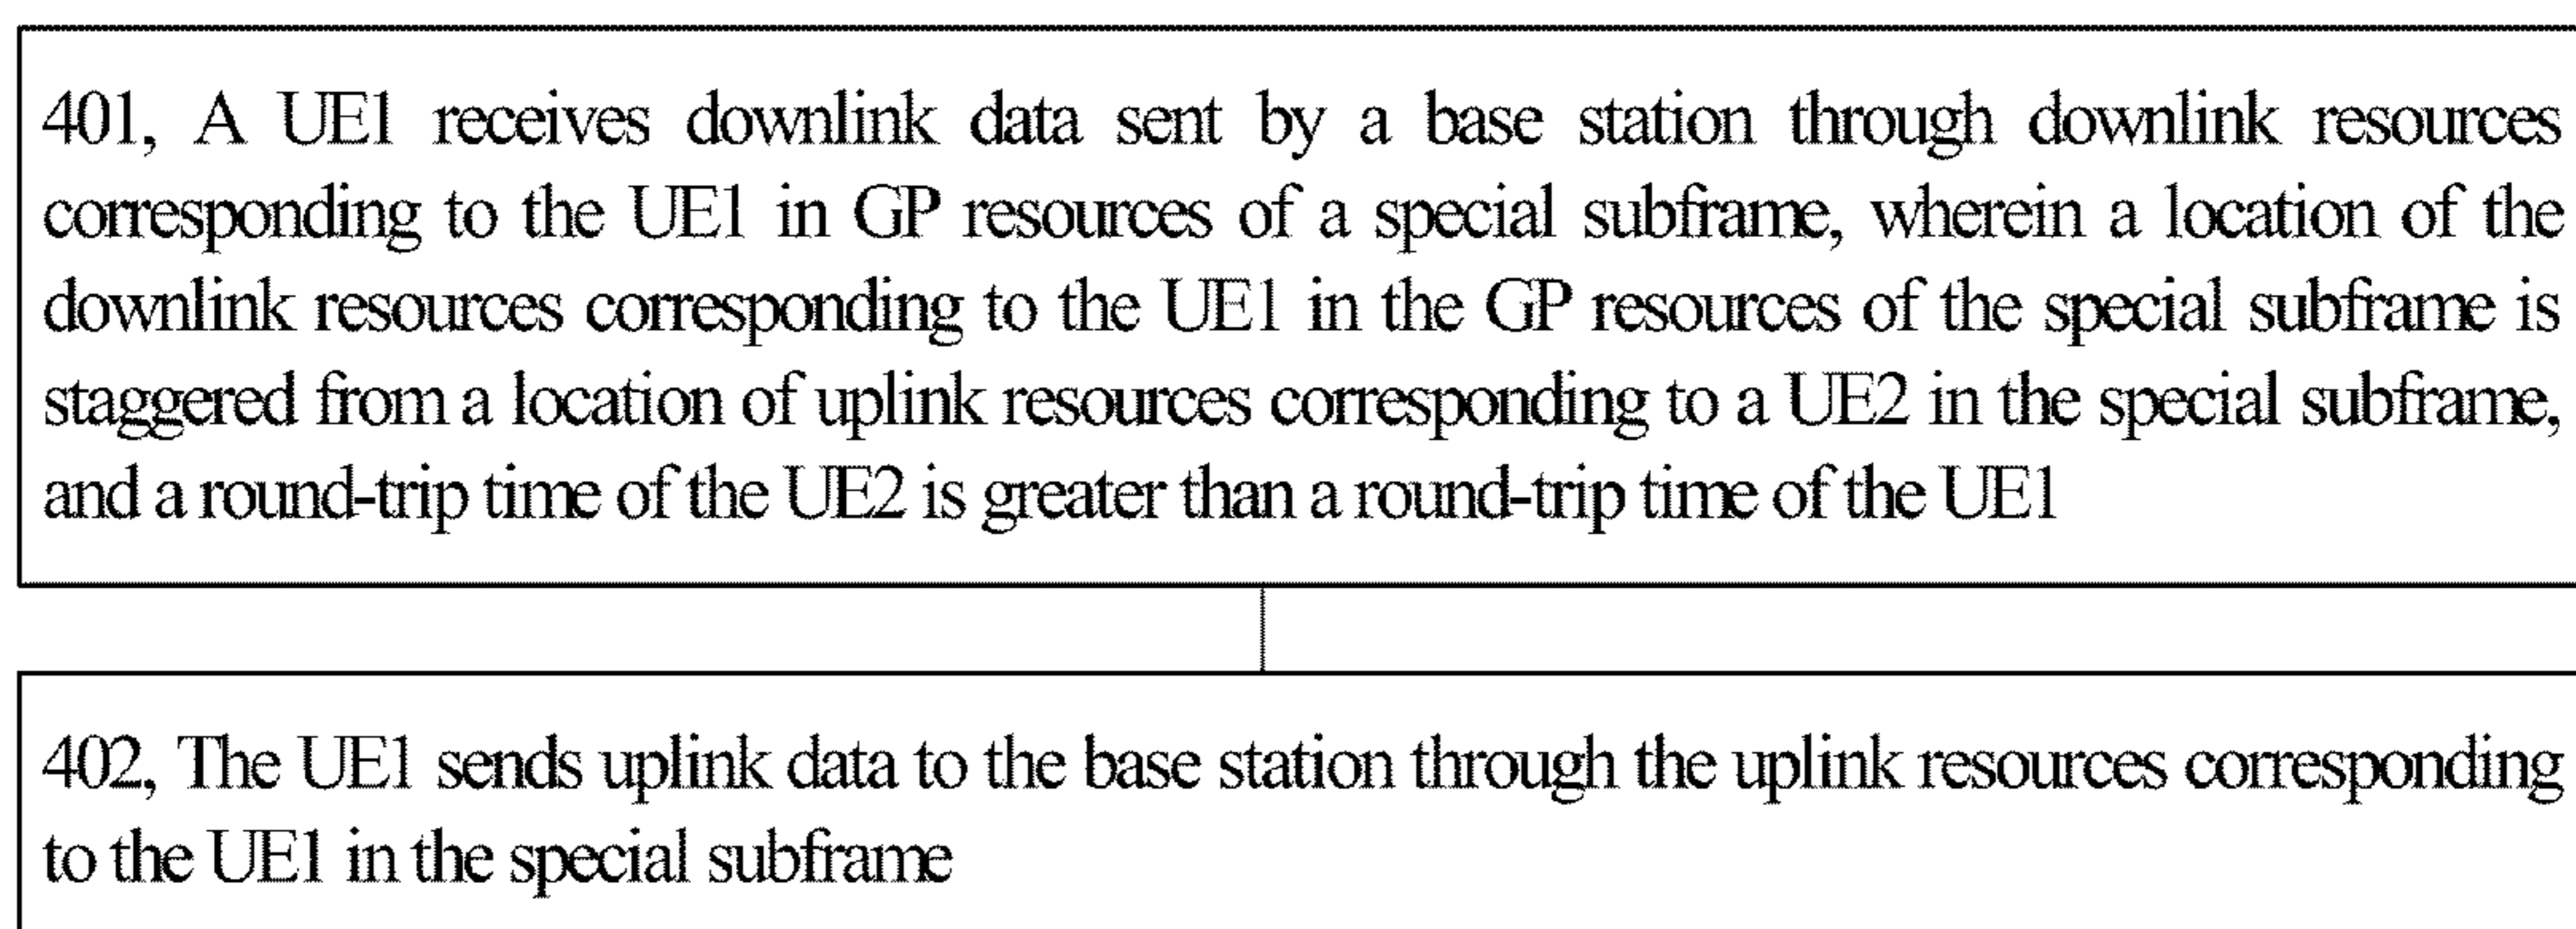 401, A UE1 receives downlink data sent by a base station through downlink resources
corresponding to the UE1 in GP resources of a special subframe, wherein a location of the
downlink resources corresponding to the UE1 in the GP resources of the special subframe is
staggered from a location of uplink resources corresponding to a UE2 in the special subframe,
and a round-trip time of the UE2 is greater than a round-trip time of the UE1
402, The UE1 sends uplink data to the base station through the uplink resources corresponding
to the UE1 in the special subframe